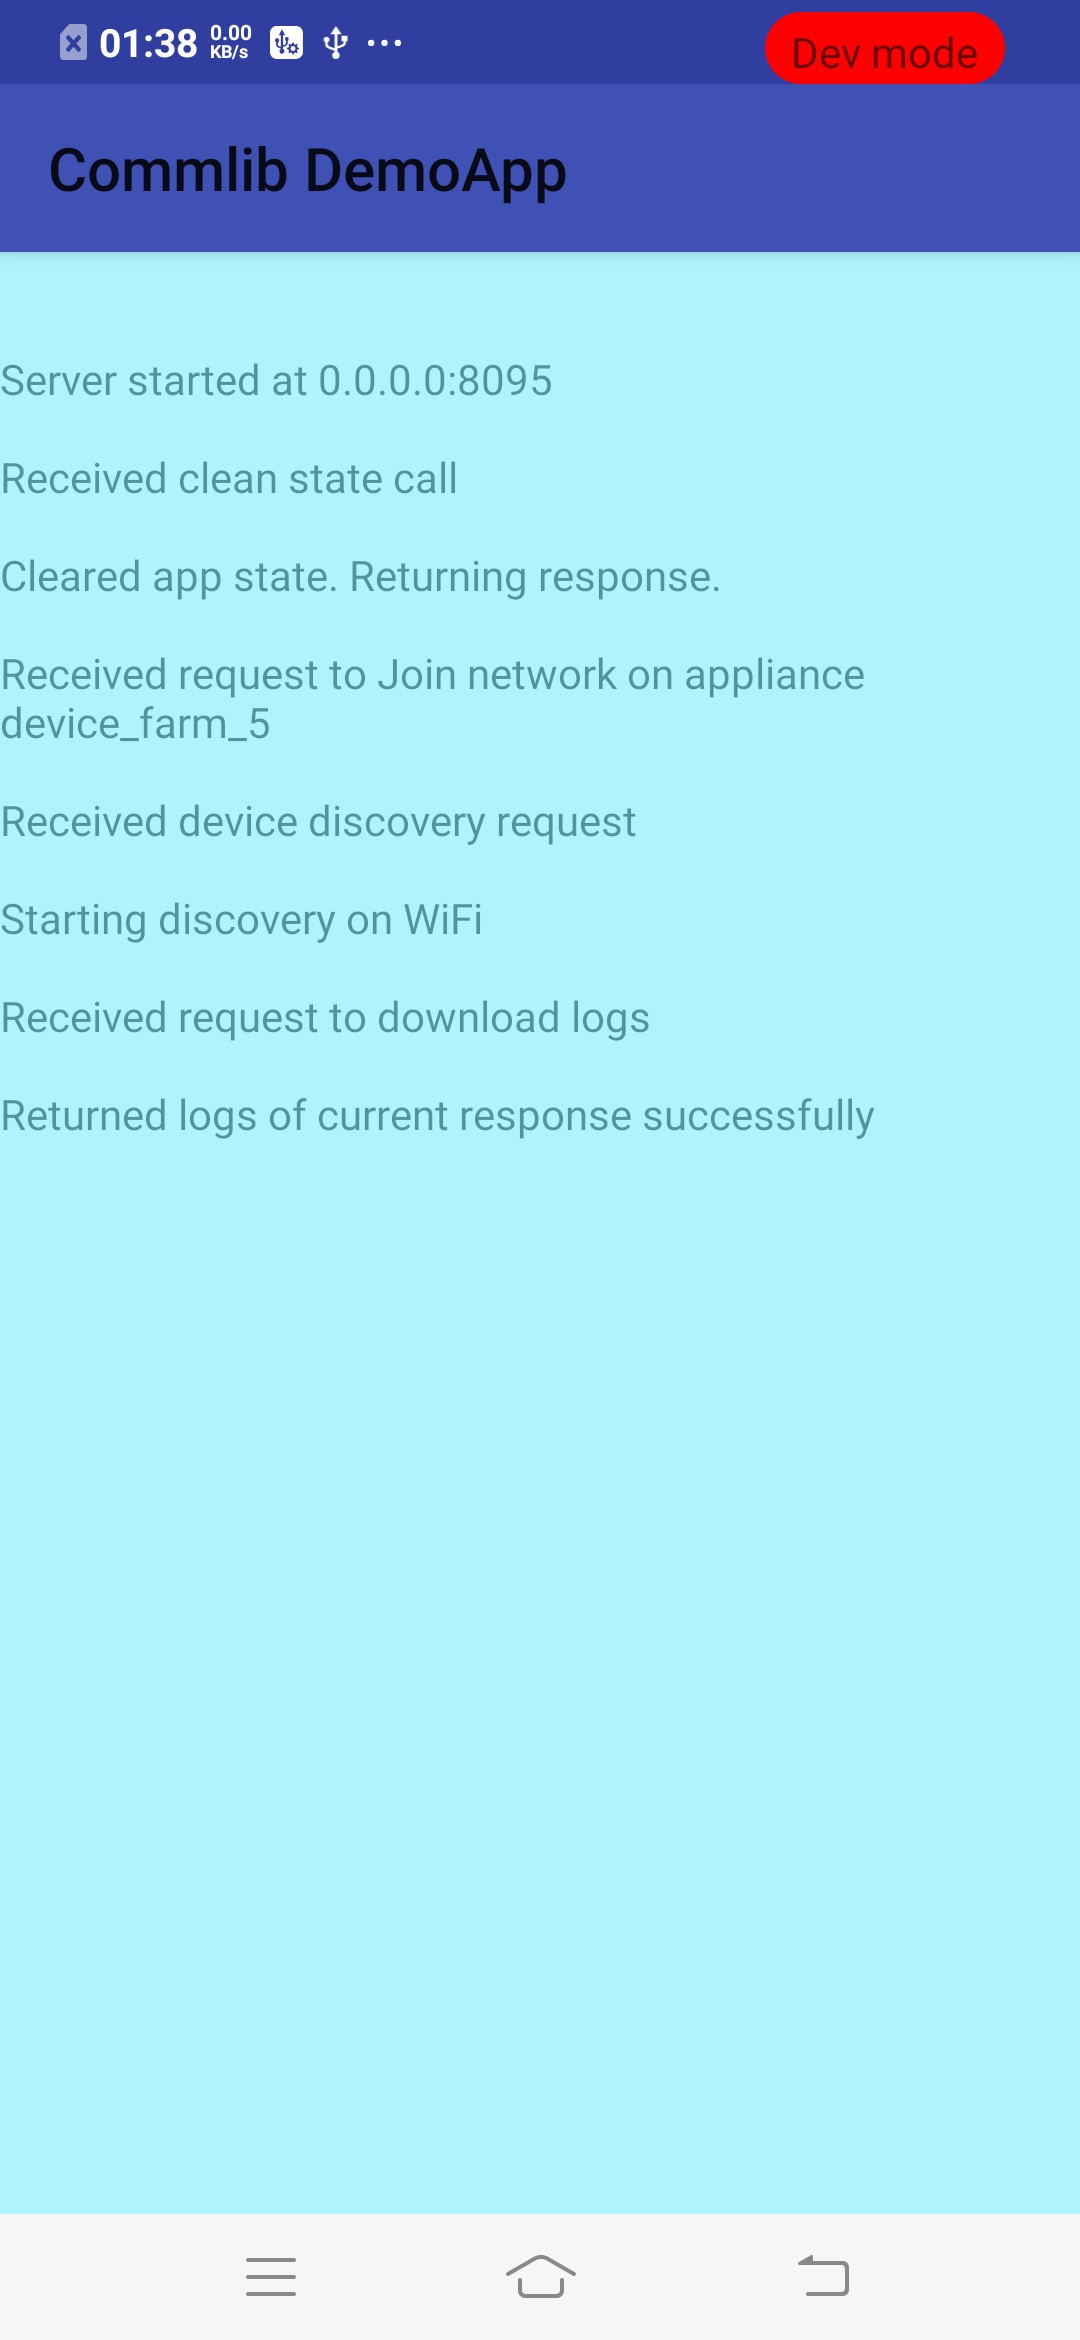 01:38 0.00 KB/s
Dev mode
Commlib DemoApp
Server started at 0.0.0.0:8095
Received clean state call
Cleared app state. Returning response.
Received request to Join network on appliance
device_farm_5
Received device discovery request
Starting discovery on WiFi
Received request to download logs
Returned logs of current response successfully